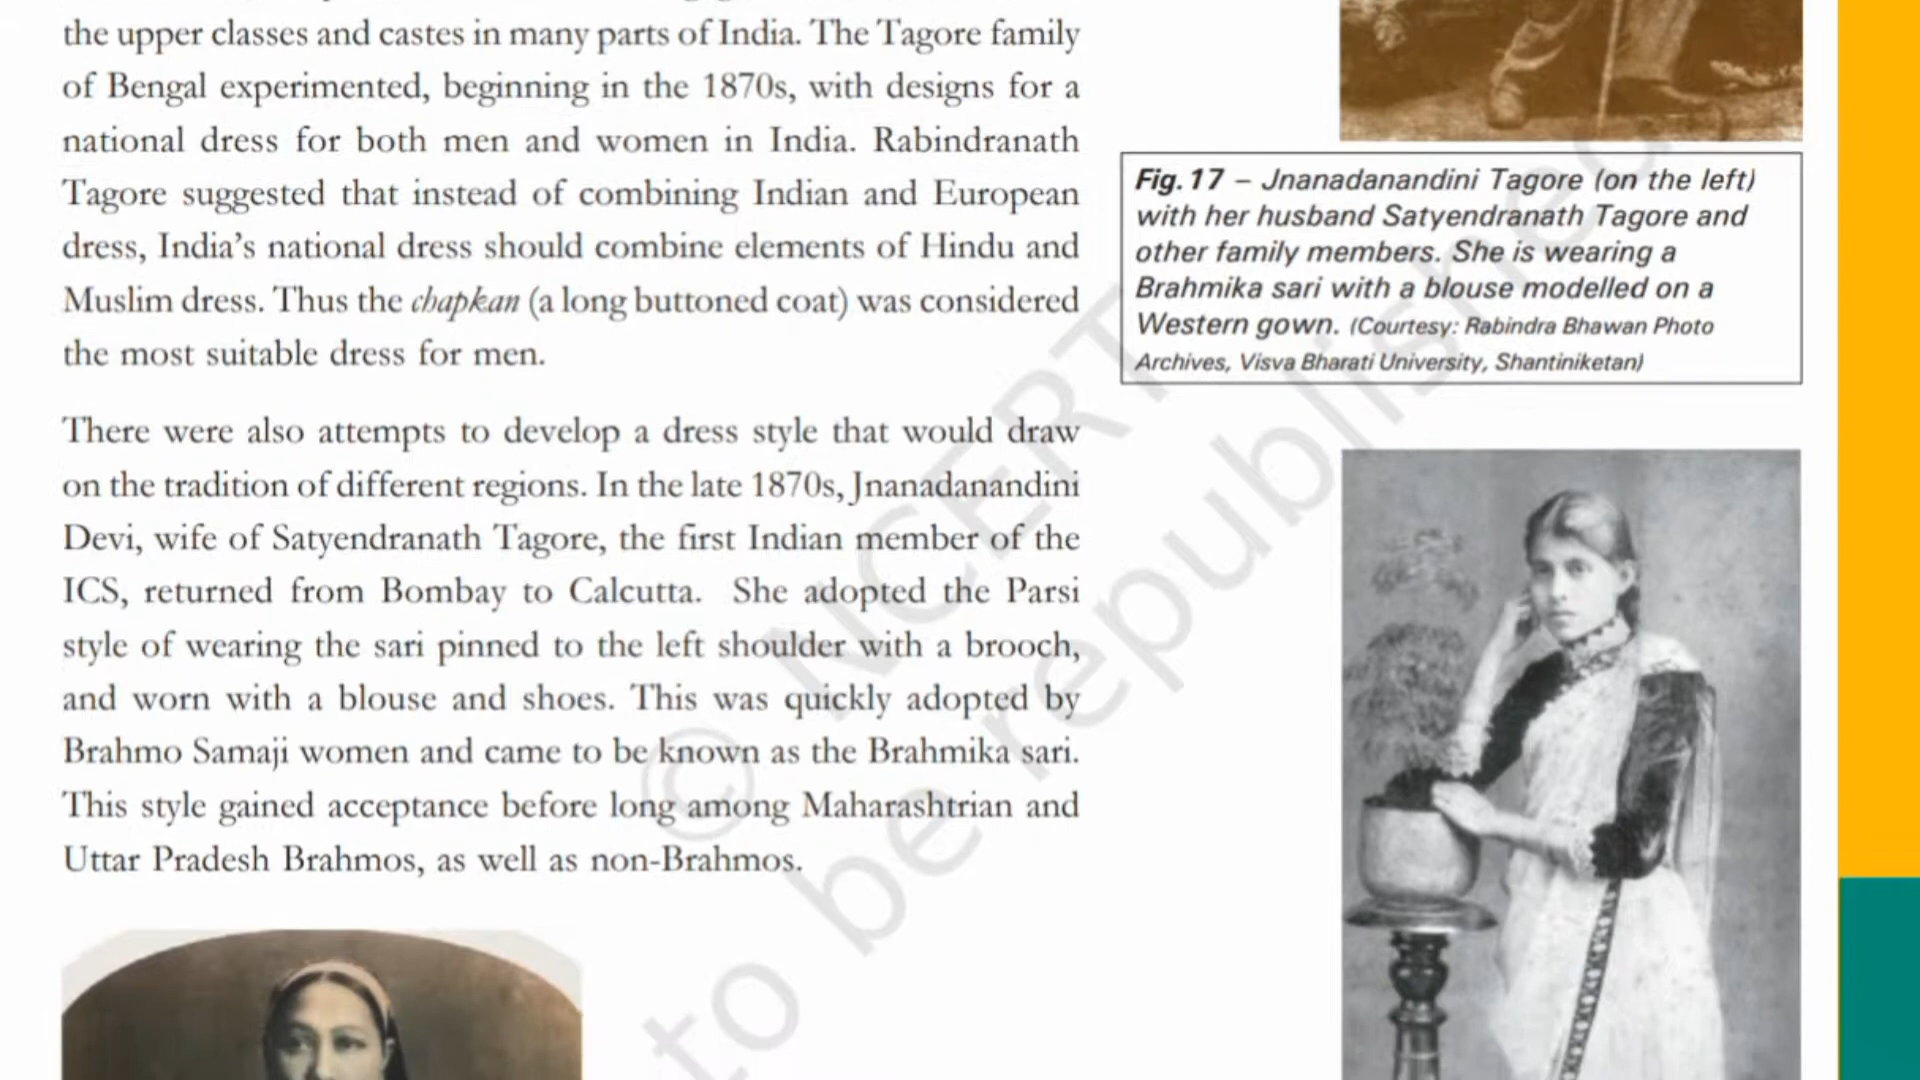 the upper classes and castes in many parts of India. The Tagore family
of Bengal experimented, beginning in the 1870s, with designs for a
national dress for both men and women in India. Rabindranath
Tagore suggested that instead of combining Indian and European
dress, India's national dress should combine elements of Hindu and
Muslim dress. Thus the chapkan (a long buttoned coat) was considered
the most suitable dress for men.
There were also attempts to develop a dress style that would draw
on the tradition of different regions. In the late 1870s, Jnanadanandini
Devi, wife of Satyendranath Tagore, the first Indian member of the
ICS, returned from Bombay to Calcutta. She adopted the Parsi
style of wearing the sari pinned to the left shoulder with a brooch,
and worn with a blouse and shoes. This was quickly adopted by
Brahmo Samaji women and came to be known as the Brahmika sari.
This style gained acceptance before long among Maharashtrian and
Uttar Pradesh Brahmos, as well as non-Brahmos.
Fig. 17 – Jnanadanandini Tagore (on the left)
with her husband Satyendranath Tagore and
other family members. She is wearing a
Brahmika sari with a blouse modelled on a
Western gown. (Courtesy: Rabindra Bhawan Photo
Archives, Visva Bharati University, Shantiniketan)
© NCERT
to be republished